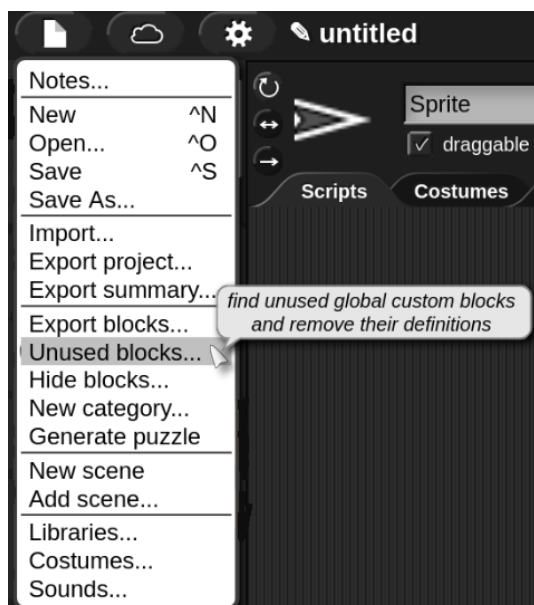 untitled
Notes...
New ^N
Open... ^O
Save ^S
Save As...
Import...
Export project...
Export summary...
Export blocks...
Unused blocks...
Hide blocks...
New category...
Generate puzzle
New scene
Add scene...
Libraries...
Costumes...
Sounds...
Sprite
draggable
Scripts Costumes
find unused global custom blocks
and remove their definitions